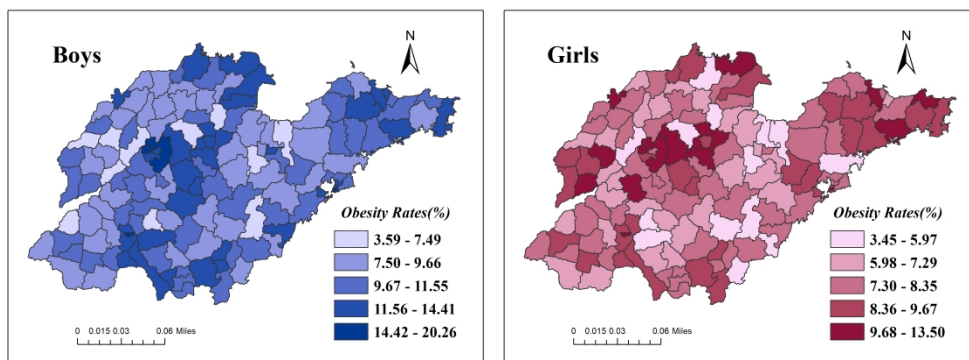 Boys
N
Obesity Rates(%)
3.59 - 7.49
7.50 - 9.66
9.67 - 11.55
11.56 - 14.41
14.42 - 20.26
0 0.015 0.03 0.06 Miles
Girls
N
Obesity Rates(%)
3.45 - 5.97
5.98 - 7.29
7.30 - 8.35
8.36 - 9.67
9.68 - 13.50
0 0.015 0.03 0.06 Miles